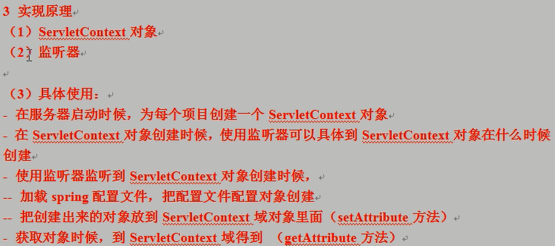 3 实现原理
（1）ServletContext 对象
（2）监听器
（3）具体使用：
- 在服务器启动时候，为每个项目创建一个 ServletContext 对象
- 在 ServletContext 对象创建时候，使用监听器可以具体到 ServletContext 对象在什么时候
创建
- 使用监听器监听到 ServletContext 对象创建时候，
-- 加载 spring 配置文件，把配置文件配置对象创建
-- 把创建出来的对象放到 ServletContext 域对象里面（setAttribute 方法）
- 获取对象时候，到 ServletContext 域得到 （getAttribute 方法）